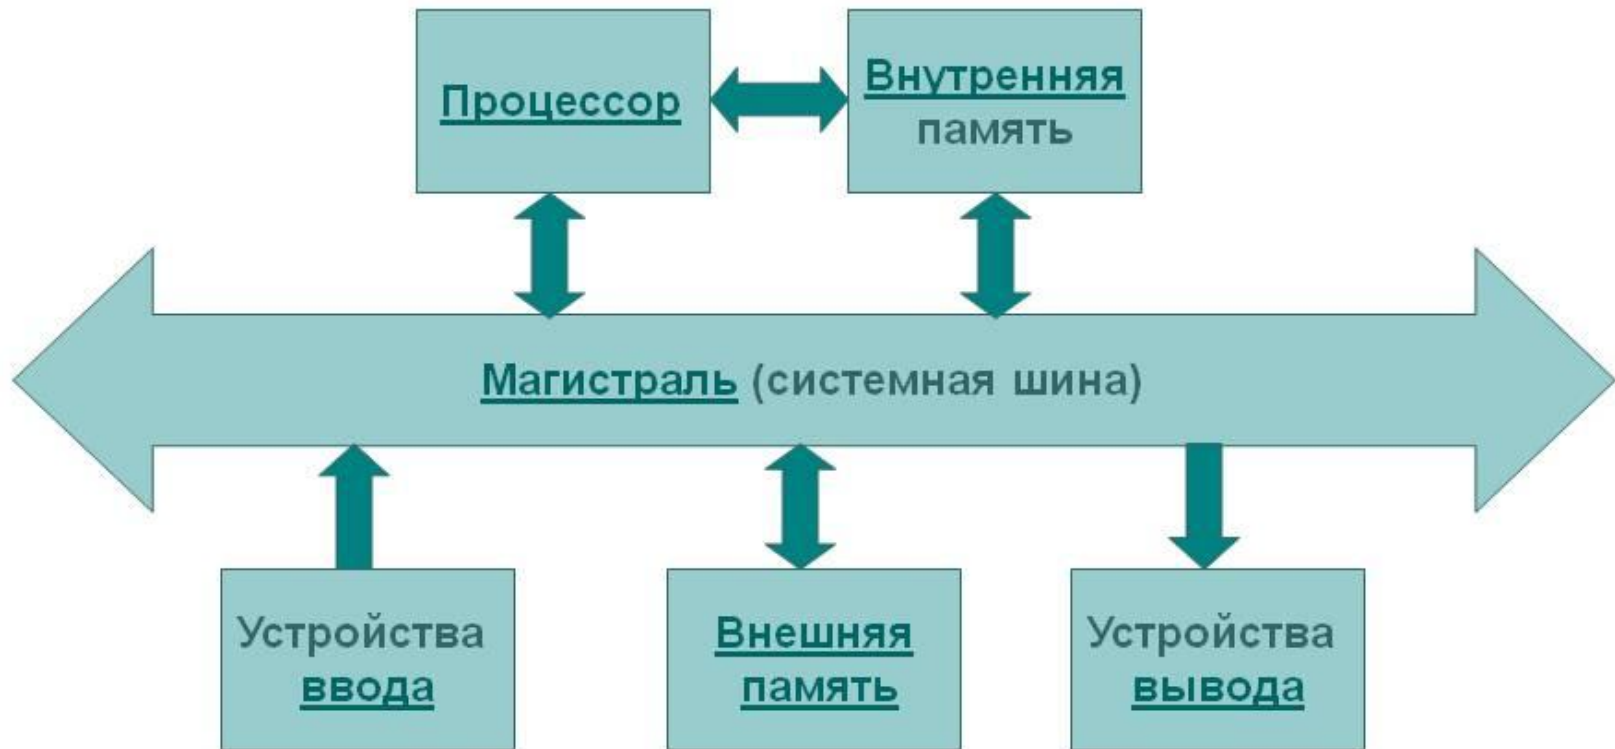 Процессор
Внутренняя
память
Магистраль (системная шина)
Устройства
ввода
Внешняя
память
Устройства
вывода